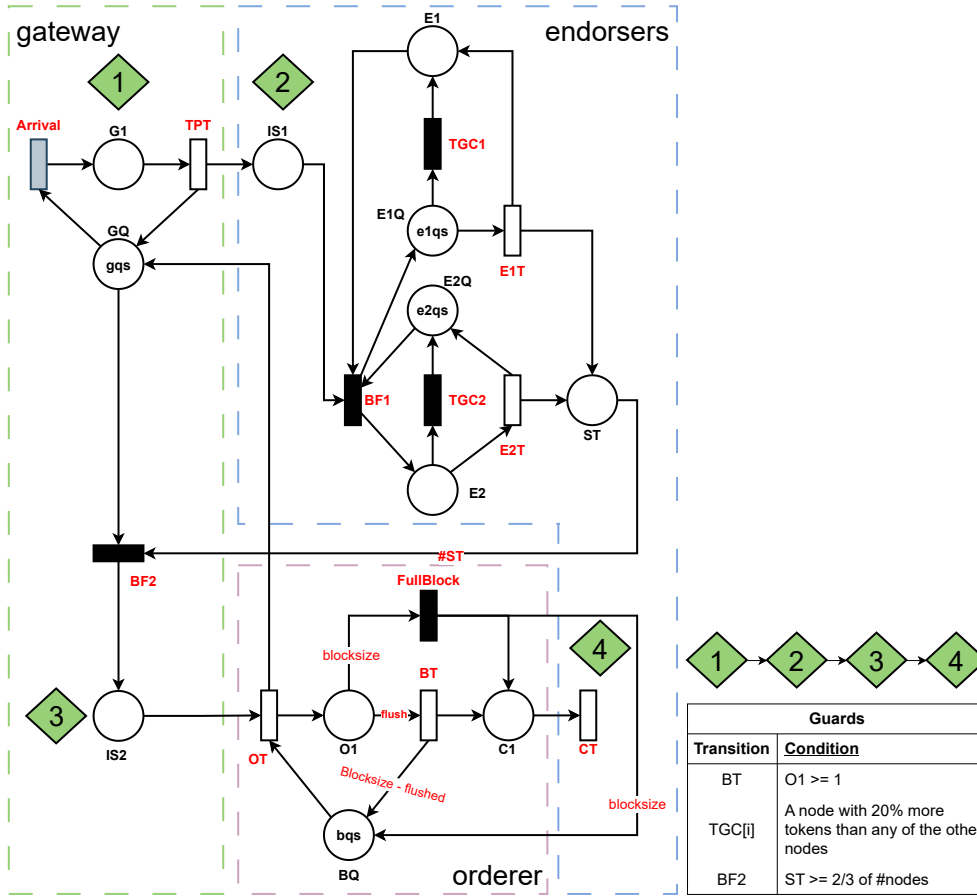 gateway
endorsers
E1
1
2
Arrival
G1
TPT
IS1
TGC1
E1Q
e1qs
GQ
gqs
E1T
E2Q
e2qs
BF1
TGC2
E2T
ST
E2
#ST
BF2
FullBlock
blocksize
4
BT
flush
3
IS2
OT
O1
C1
CT
Blocksize - flushed
blocksize
bqs
BQ
orderer
1
2
3
4
Guards
Transition
Condition
BT
O1 >= 1
TGC[i]
A node with 20% more
tokens than any of the othe
nodes
BF2
ST >= 2/3 of #nodes